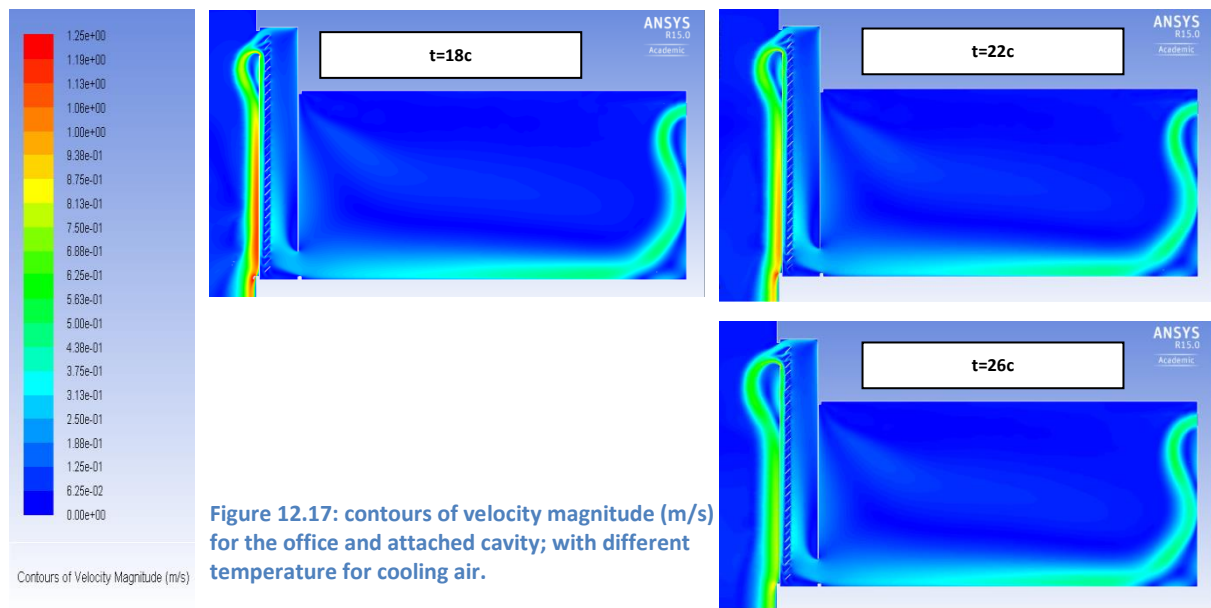 1.25e+00
1.19e+00
1.13e+00
1.06e+00
1.00e+00
9.38e-01
8.75e-01
8.13e-01
7.50e-01
6.88e-01
6.25e-01
5.63e-01
5.00e-01
4.38e-01
3.75e-01
3.13e-01
2.50e-01
1.88e-01
1.25e-01
6.25e-02
0.00e+00
Contours of Velocity Magnitude (m/s)
t=18c
ANSYS
R15.0
Academic
t=22c
ANSYS
R15.0
Academic
t=26c
ANSYS
R15.0
Academic
Figure 12.17: contours of velocity magnitude (m/s)
for the office and attached cavity; with different
temperature for cooling air.